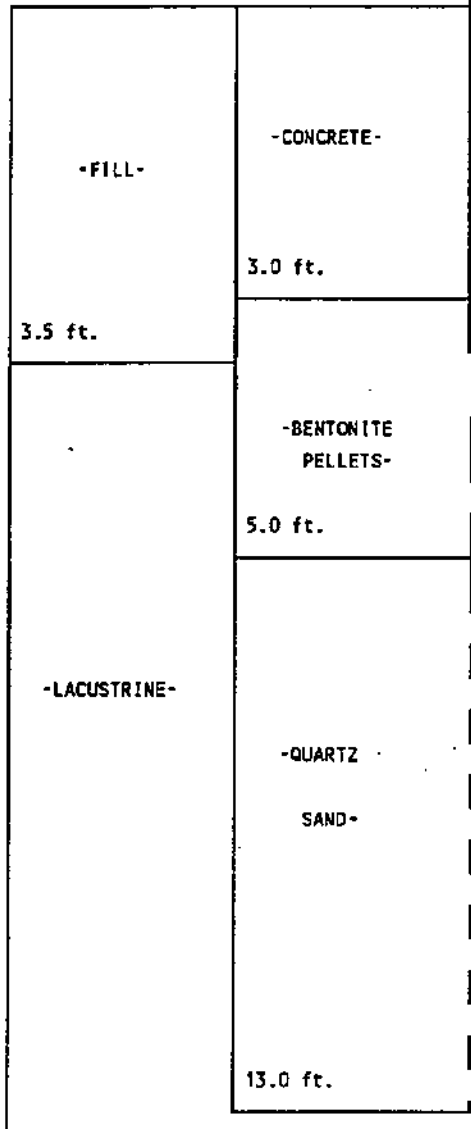 -CONCRETE-
-FILL-
3.0 ft.
3.5 ft.
-BENTONITE
PELLETS-
5.0 ft.
-LACUSTRINE-
-QUARTZ
SAND-
13.0 ft.